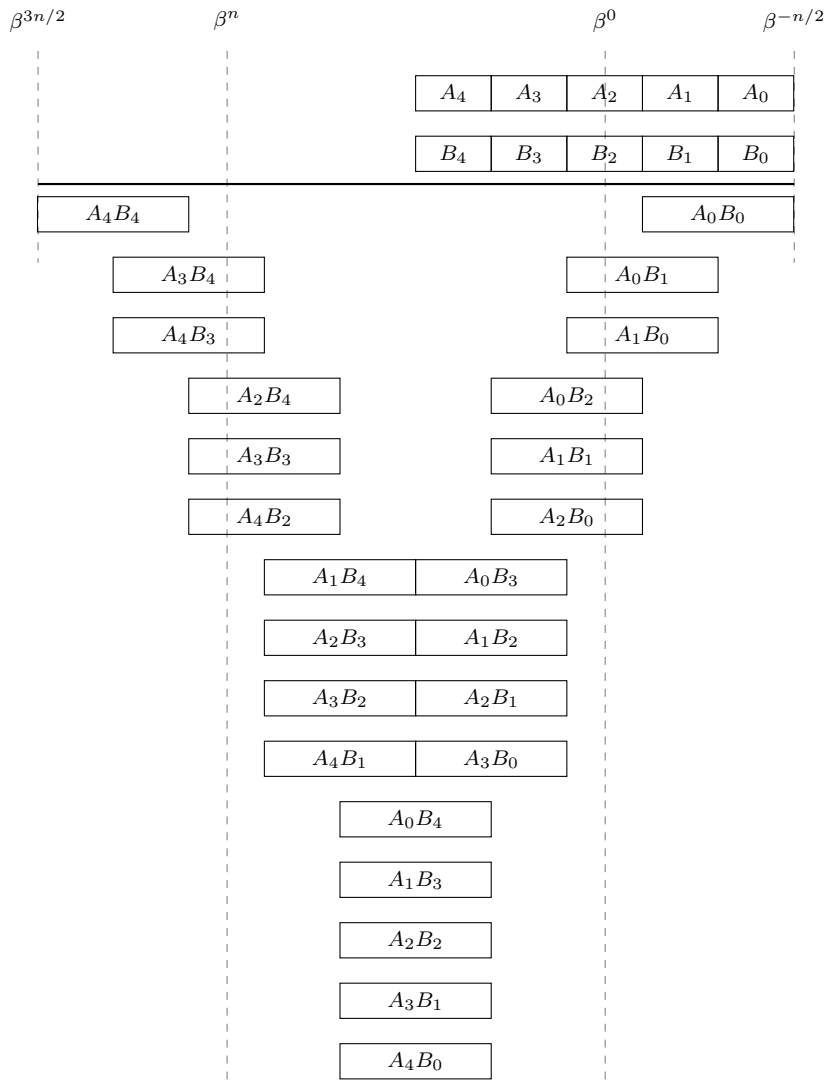 β^{3n/2} β^n β^0 β^{−n/2}
A_4 A_3 A_2 A_1 A_0
B_4 B_3 B_2 B_1 B_0
A_4B_4 A_0B_0
A_3B_4 A_0B_1
A_4B_3 A_1B_0
A_2B_4 A_0B_2
A_3B_3 A_1B_1
A_4B_2 A_2B_0
A_1B_4 A_0B_3
A_2B_3 A_1B_2
A_3B_2 A_2B_1
A_4B_1 A_3B_0
A_0B_4
A_1B_3
A_2B_2
A_3B_1
A_4B_0